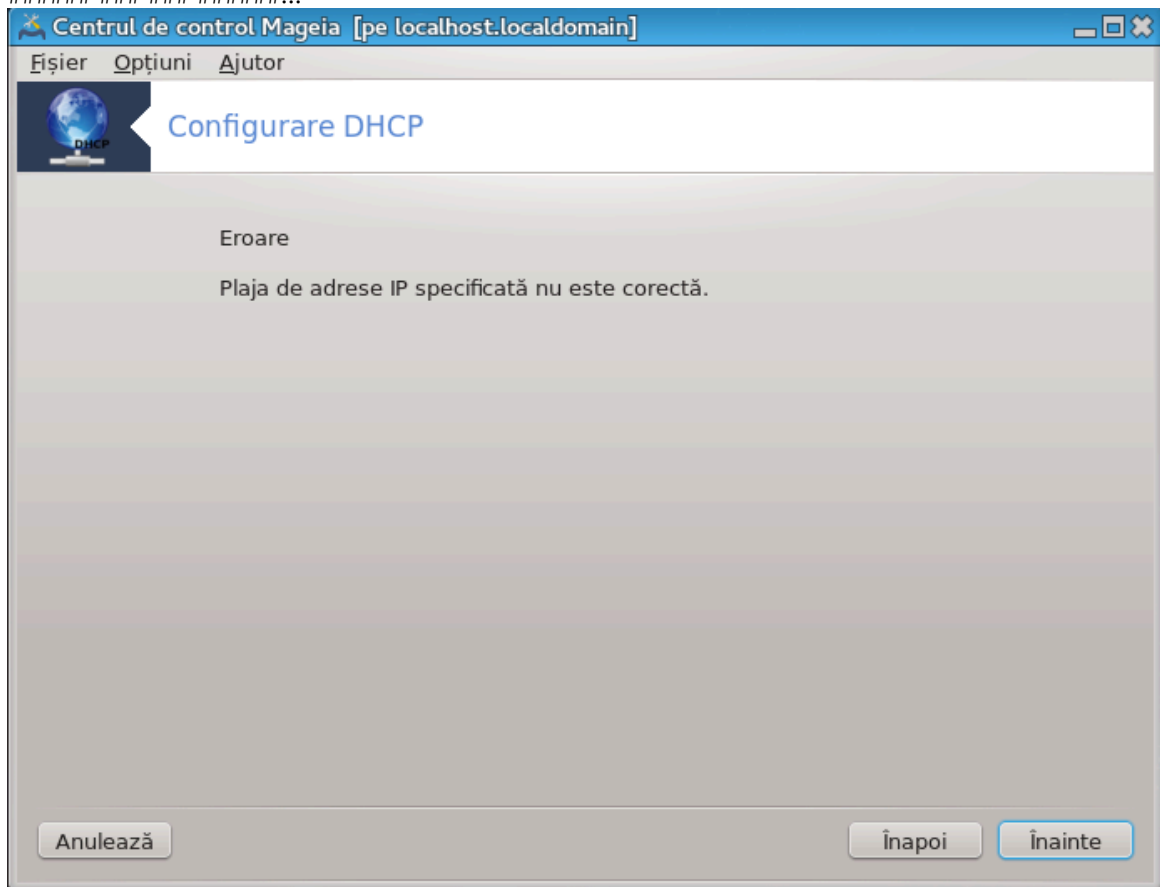 Centrul de control Mageia [pe localhost.localdomain]
Fișier Opțiuni Ajutor
DHCP
Configurare DHCP
Eroare
Plaja de adrese IP specificată nu este corectă.
Anulează Înapoi Înainte